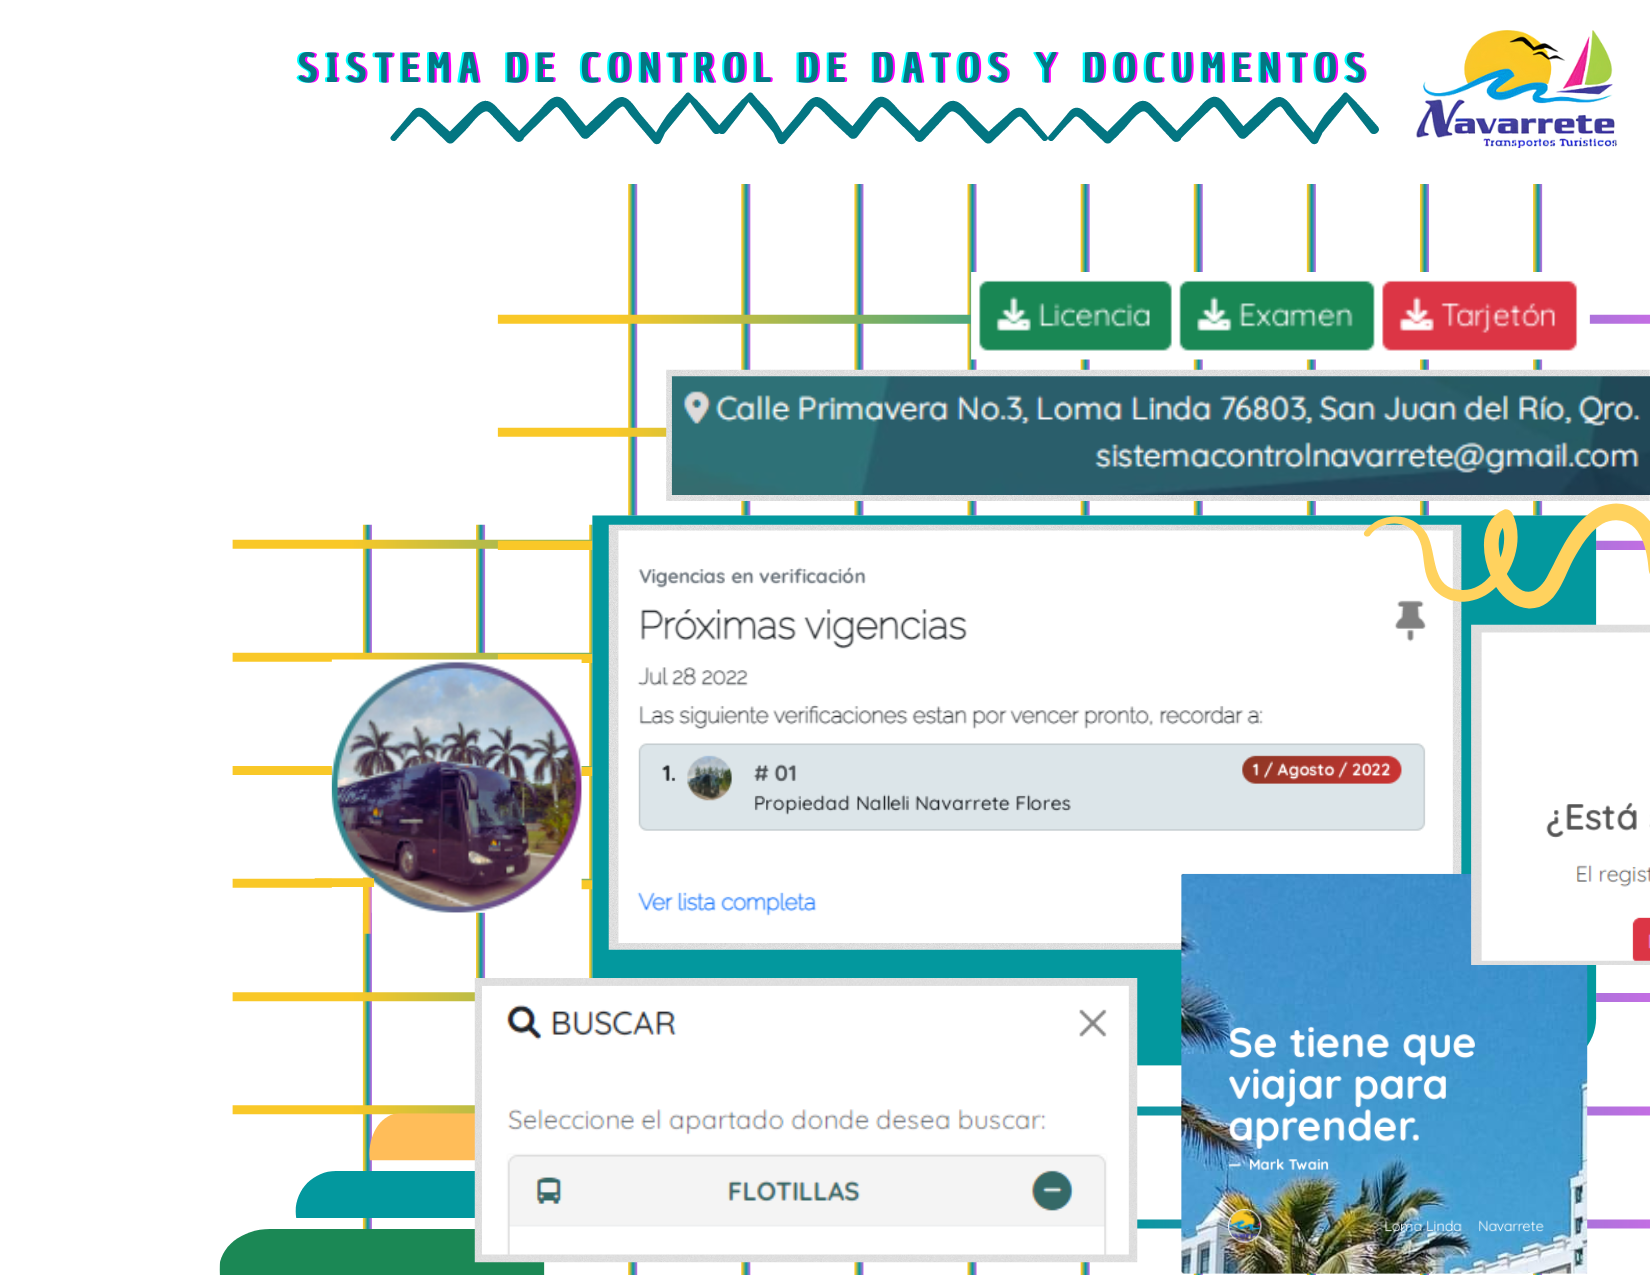 SISTEMA DE CONTROL DE DATOS Y DOCUMENTOS
Navarrete
Transportes Turisticos
Licencia
Examen
Tarjetón
Calle Primavera No.3, Loma Linda 76803, San Juan del Río, Qro.
sistemacontrolnavarrete@gmail.com
Vigencias en verificación
Próximas vigencias
Jul 28 2022
Las siguiente verificaciones estan por vencer pronto, recordar a:
1.
# 01
1 / Agosto / 2022
Propiedad Nalleli Navarrete Flores
Ver lista completa
¿Está
El regist
BUSCAR
Seleccione el apartado donde desea buscar:
FLOTILLAS
Se tiene que
viajar para
aprender.
— Mark Twain
Loma Linda Navarrete